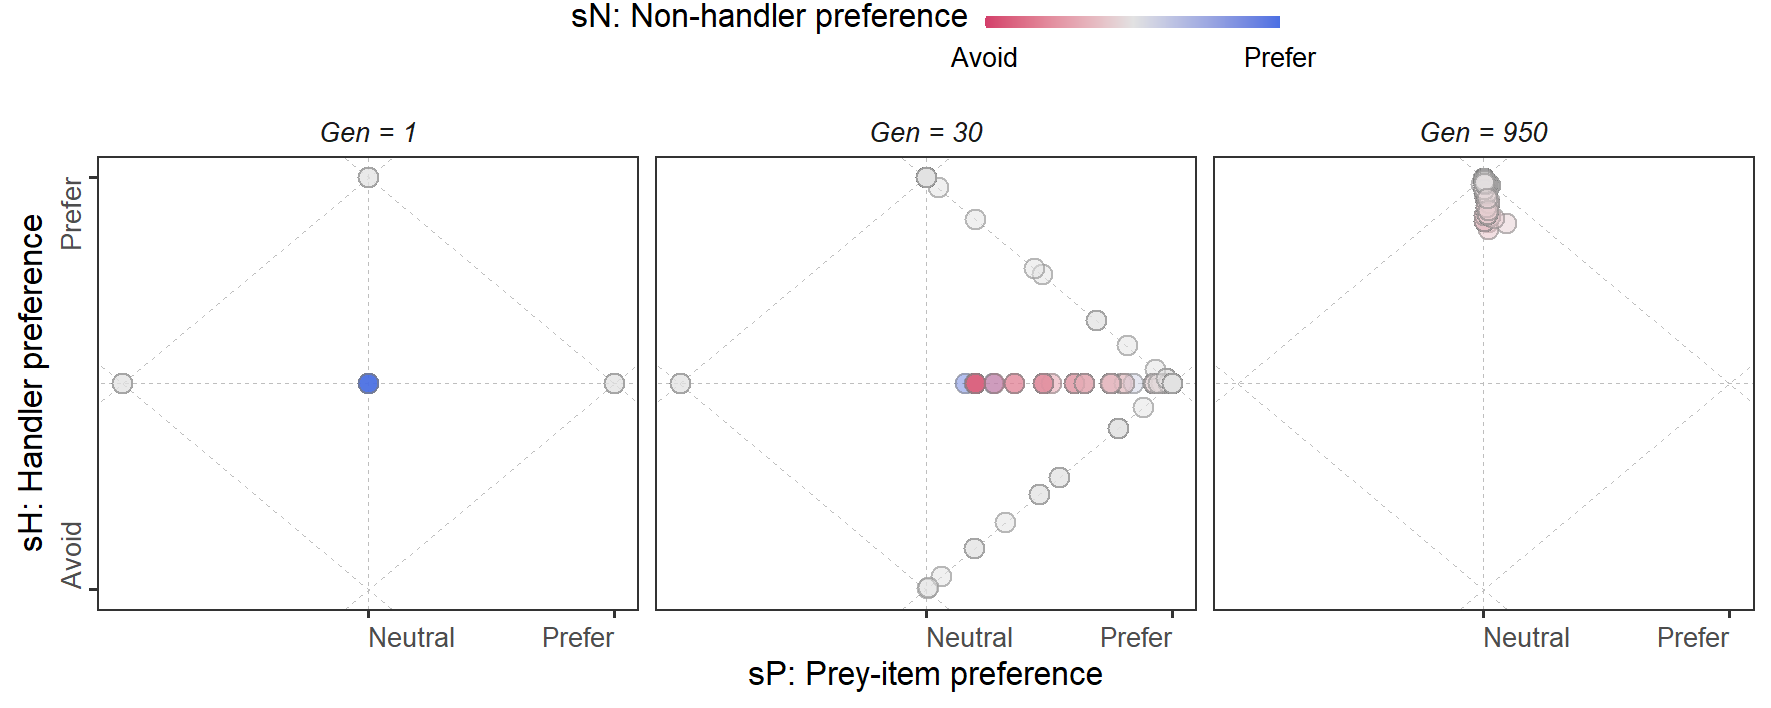 sN: Non-handler preference
Avoid
Prefer
Gen = 1
Gen = 30
Gen = 950
sH: Handler preference
Prefer
Avoid
Neutral
Prefer
Neutral
Prefer
Neutral
Prefer
sP: Prey-item preference